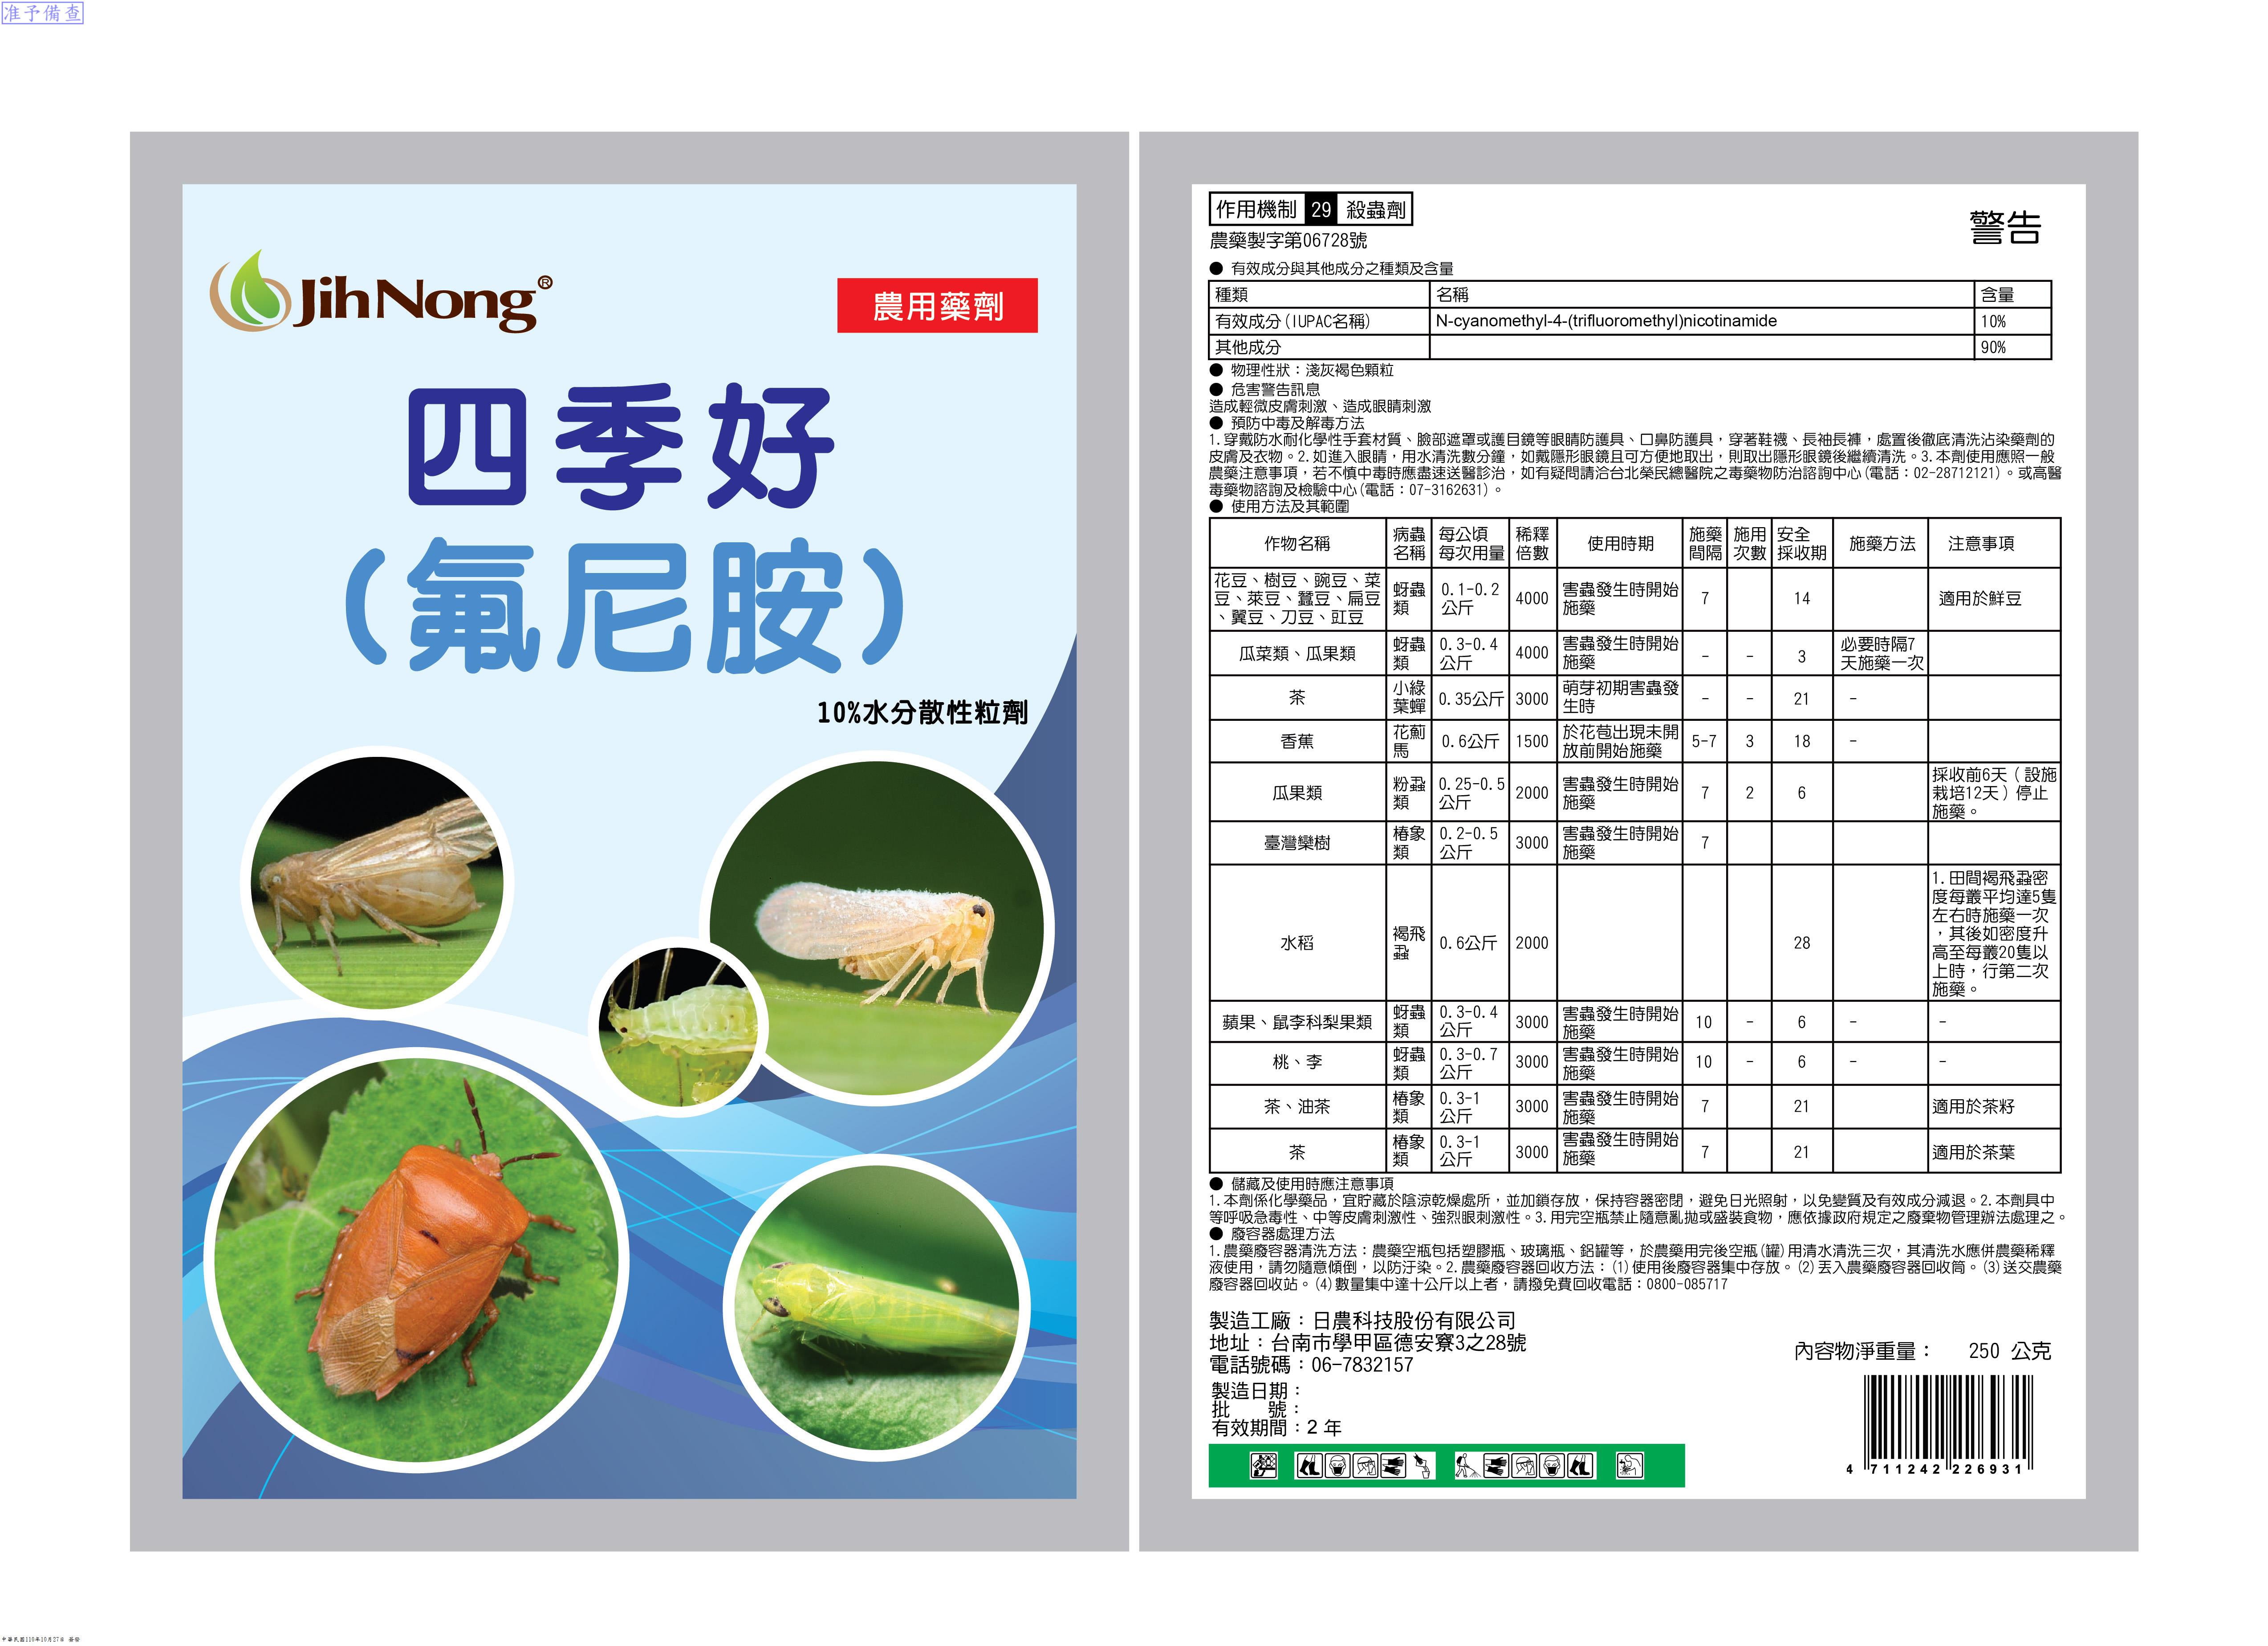 准予備查
JihNong®
農用藥劑
四季好
(氟尼胺)
10%水分散性粒劑
作用機制 29 殺蟲劑
警告
農藥製字第06728號
● 有效成分與其他成分之種類及含量
種類 名稱 含量
有效成分(IUPAC名稱) N-cyanomethyl-4-(trifluoromethyl)nicotinamide 10%
其他成分 90%
● 物理性狀：淺灰褐色顆粒
● 危害警告訊息
造成輕微皮膚刺激、造成眼睛刺激
● 預防中毒及解毒方法
1.穿戴防水耐化學性手套材質、臉部遮罩或護目鏡等眼睛防護具、口鼻防護具，穿著鞋襪、長袖長褲，處置後徹底清洗沾染藥劑的
皮膚及衣物。2.如進入眼睛，用水清洗數分鐘，如戴隱形眼鏡且可方便地取出，則取出隱形眼鏡後繼續清洗。3.本劑使用應照一般
農藥注意事項，若不慎中毒時應盡速送醫診治，如有疑問請洽台北榮民總醫院之毒藥物防治諮詢中心(電話：02-28712121)。或高醫
毒藥物諮詢及檢驗中心(電話：07-3162631)。
● 使用方法及其範圍
作物名稱 病蟲名稱 每公頃每次用量 稀釋倍數 使用時期 施藥間隔 施用次數 安全採收期 施藥方法 注意事項
花豆、樹豆、豌豆、菜豆、萊豆、蠶豆、扁豆、翼豆、刀豆、豇豆 蚜蟲類 0.1-0.2公斤 4000 害蟲發生時開始施藥 7 14 適用於鮮豆
瓜菜類、瓜果類 蚜蟲類 0.3-0.4公斤 4000 害蟲發生時開始施藥 - - 3 必要時隔7天施藥一次
茶 小綠葉蟬 0.35公斤 3000 萌芽初期害蟲發生時 - - 21 -
香蕉 花薊馬 0.6公斤 1500 於花苞出現未開放前開始施藥 5-7 3 18 -
瓜果類 粉蝨類 0.25-0.5公斤 2000 害蟲發生時開始施藥 7 2 6 採收前6天（設施栽培12天）停止施藥。
臺灣欒樹 椿象類 0.2-0.5公斤 3000 害蟲發生時開始施藥 7
水稻 褐飛蝨 0.6公斤 2000 28 1.田間褐飛蝨密度每叢平均達5隻左右時施藥一次，其後如密度升高至每叢20隻以上時，行第二次施藥。
蘋果、鼠李科梨果類 蚜蟲類 0.3-0.4公斤 3000 害蟲發生時開始施藥 10 - 6 - -
桃、李 蚜蟲類 0.3-0.7公斤 3000 害蟲發生時開始施藥 10 - 6 - -
茶、油茶 椿象類 0.3-1公斤 3000 害蟲發生時開始施藥 7 21 適用於茶籽
茶 椿象類 0.3-1公斤 3000 害蟲發生時開始施藥 7 21 適用於茶葉
● 儲藏及使用時應注意事項
1.本劑係化學藥品，宜貯藏於陰涼乾燥處所，並加鎖存放，保持容器密閉，避免日光照射，以免變質及有效成分減退。2.本劑具中
等呼吸急毒性、中等皮膚刺激性、強烈眼刺激性。3.用完空瓶禁止隨意亂拋或盛裝食物，應依據政府規定之廢棄物管理辦法處理之。
● 廢容器處理方法
1.農藥廢容器清洗方法：農藥空瓶包括塑膠瓶、玻璃瓶、鋁罐等，於農藥用完後空瓶(罐)用清水清洗三次，其清洗水應併農藥稀釋
液使用，請勿隨意傾倒，以防汙染。2.農藥廢容器回收方法：(1)使用後廢容器集中存放。(2)丟入農藥廢容器回收筒。(3)送交農藥
廢容器回收站。(4)數量集中達十公斤以上者，請撥免費回收電話：0800-085717
製造工廠：日農科技股份有限公司
地址：台南市學甲區德安寮3之28號
電話號碼：06-7832157
內容物淨重量： 250 公克
製造日期：
批 號：
有效期間：2 年
4 711242 226931
中華民國110年10月27日